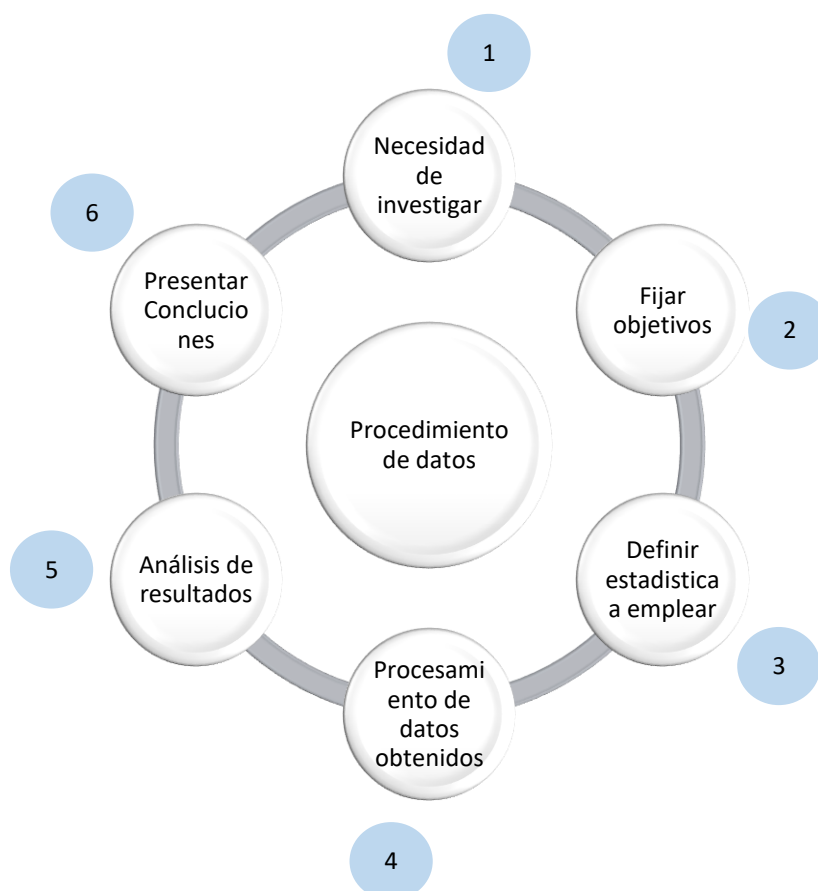 1
Necesidad
de
investigar
2
Fijar
objetivos
3
Definir
estadistica
a emplear
4
Procesami
ento de
datos
obtenidos
5
Análisis de
resultados
6
Presentar
Conclucio
nes
Procedimiento
de datos